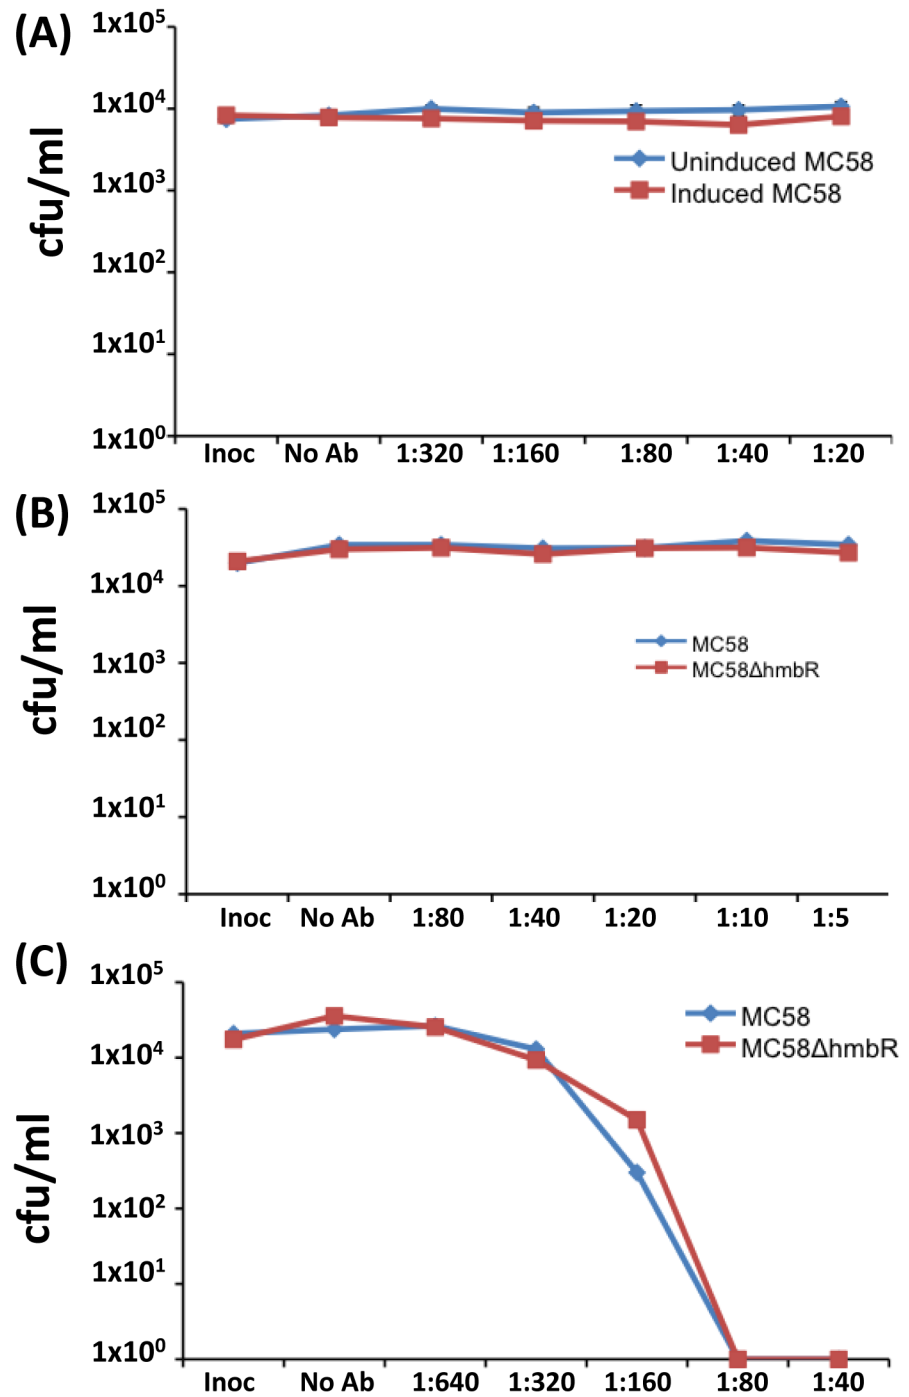 (A)
cfu/ml
1x10⁵
1x10⁴
1x10³
1x10²
1x10¹
1x10⁰
Uninduced MC58
Induced MC58
Inoc No Ab 1:320 1:160 1:80 1:40 1:20
(B)
cfu/ml
1x10⁵
1x10⁴
1x10³
1x10²
1x10¹
1x10⁰
MC58
MC58ΔhmbR
Inoc No Ab 1:80 1:40 1:20 1:10 1:5
(C)
cfu/ml
1x10⁵
1x10⁴
1x10³
1x10²
1x10¹
1x10⁰
MC58
MC58ΔhmbR
Inoc No Ab 1:640 1:320 1:160 1:80 1:40